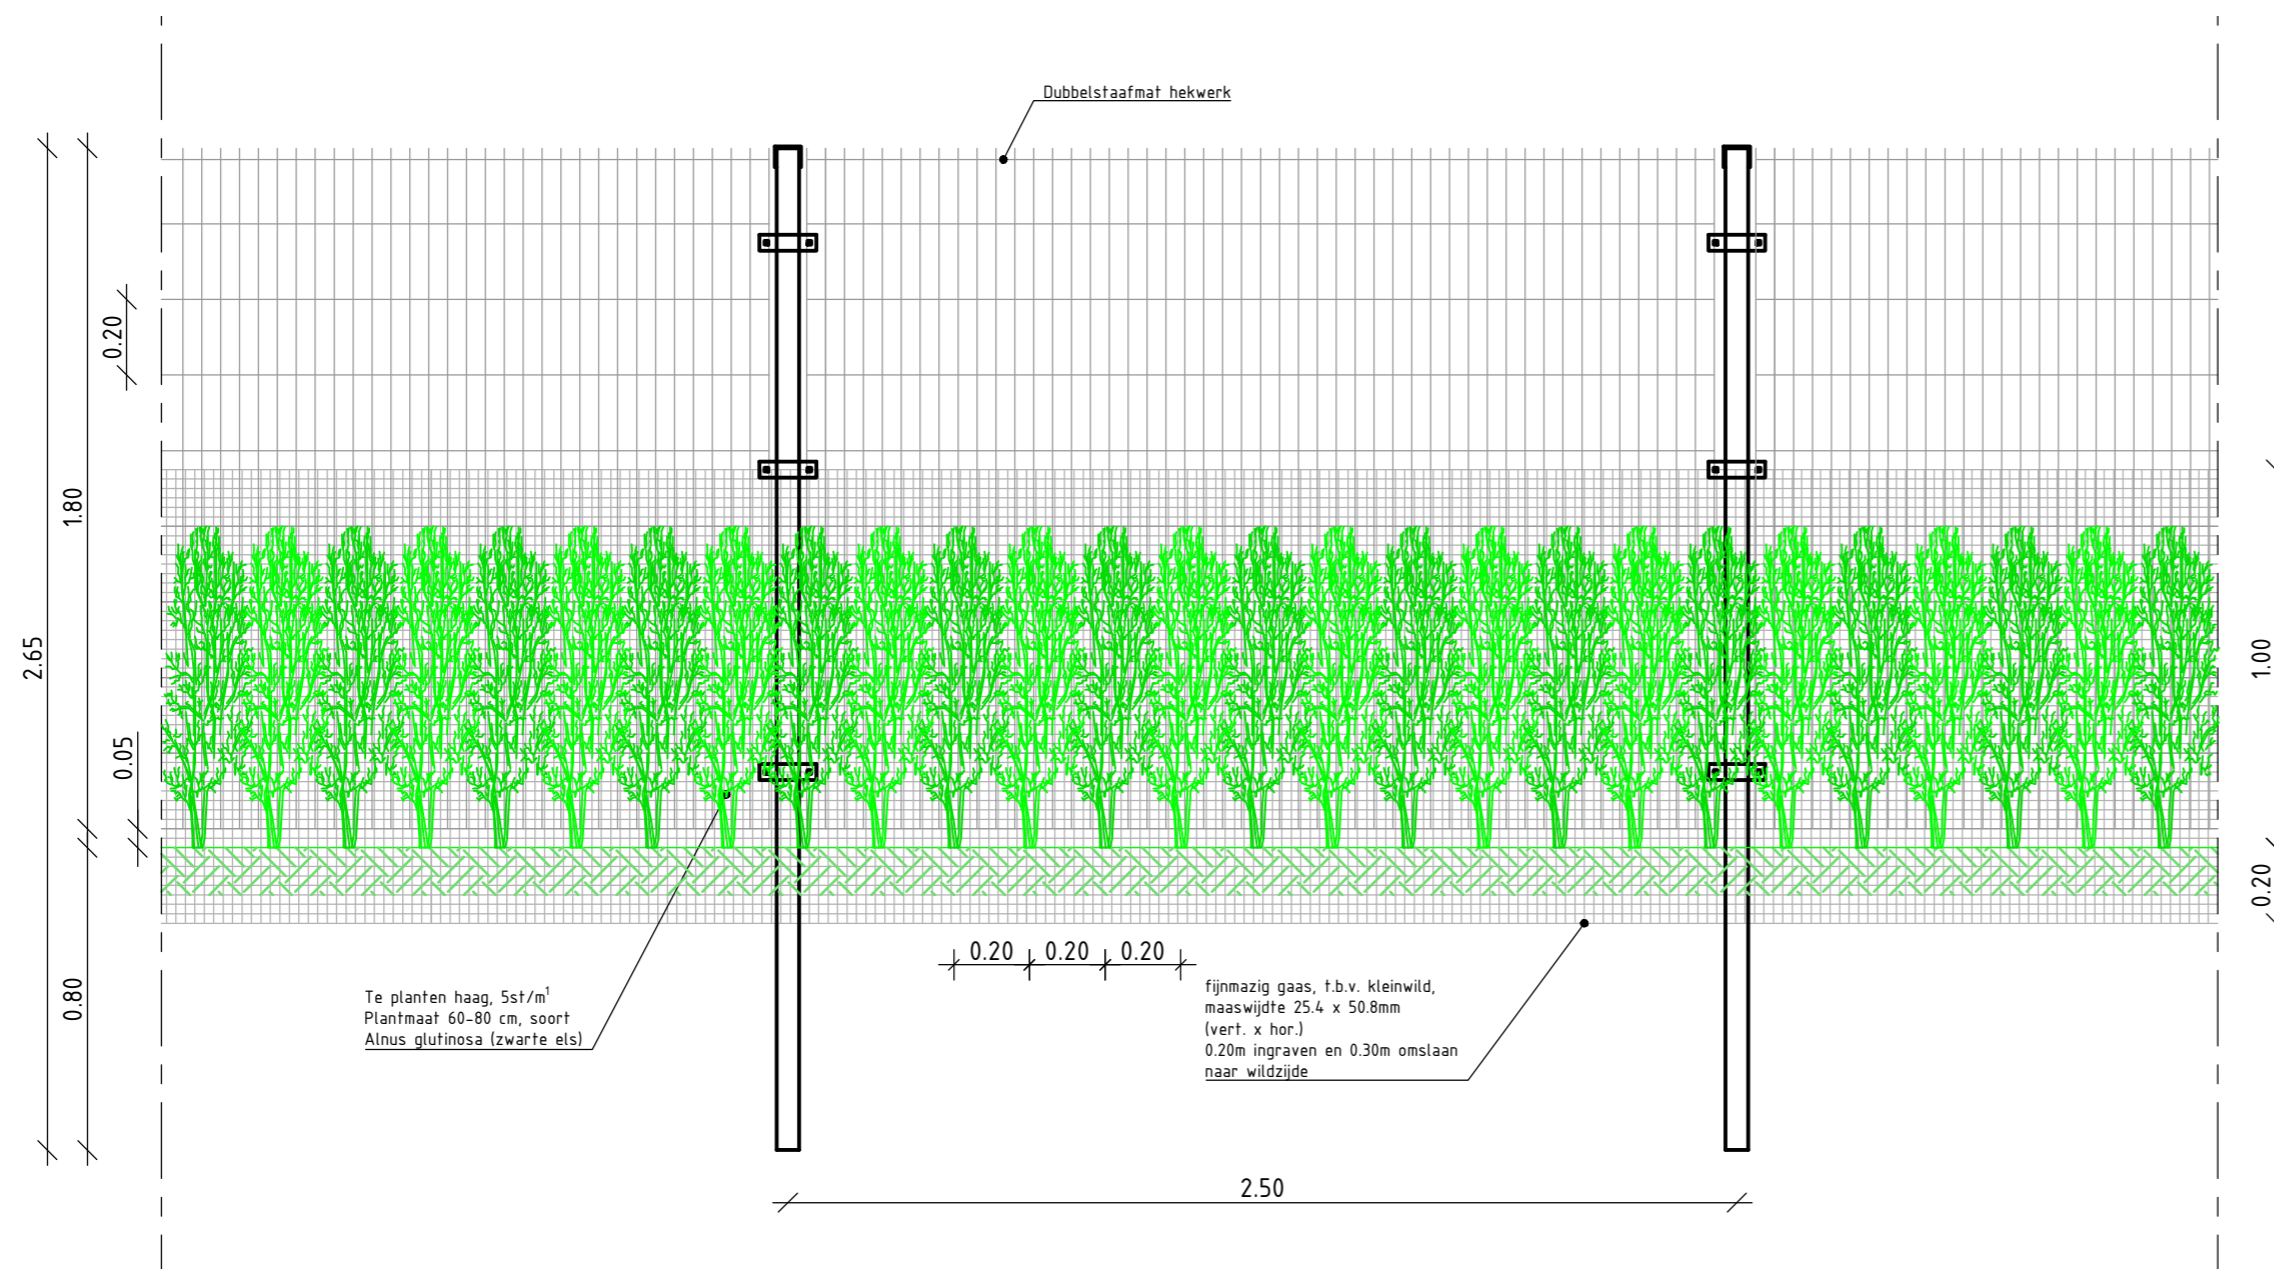 Dubbelstaafmat hekwerk
0.20
1.80
2.65
0.05
1.00
0.20
0.80
0.20 0.20 0.20
Te planten haag, 5st/m¹
Plantmaat 60-80 cm, soort
Alnus glutinosa (zwarte els)
fijnmazig gaas, t.b.v. kleinwild,
maaswijdte 25.4 x 50.8mm
(vert. x hor.)
0.20m ingraven en 0.30m omslaan
naar wildzijde
2.50